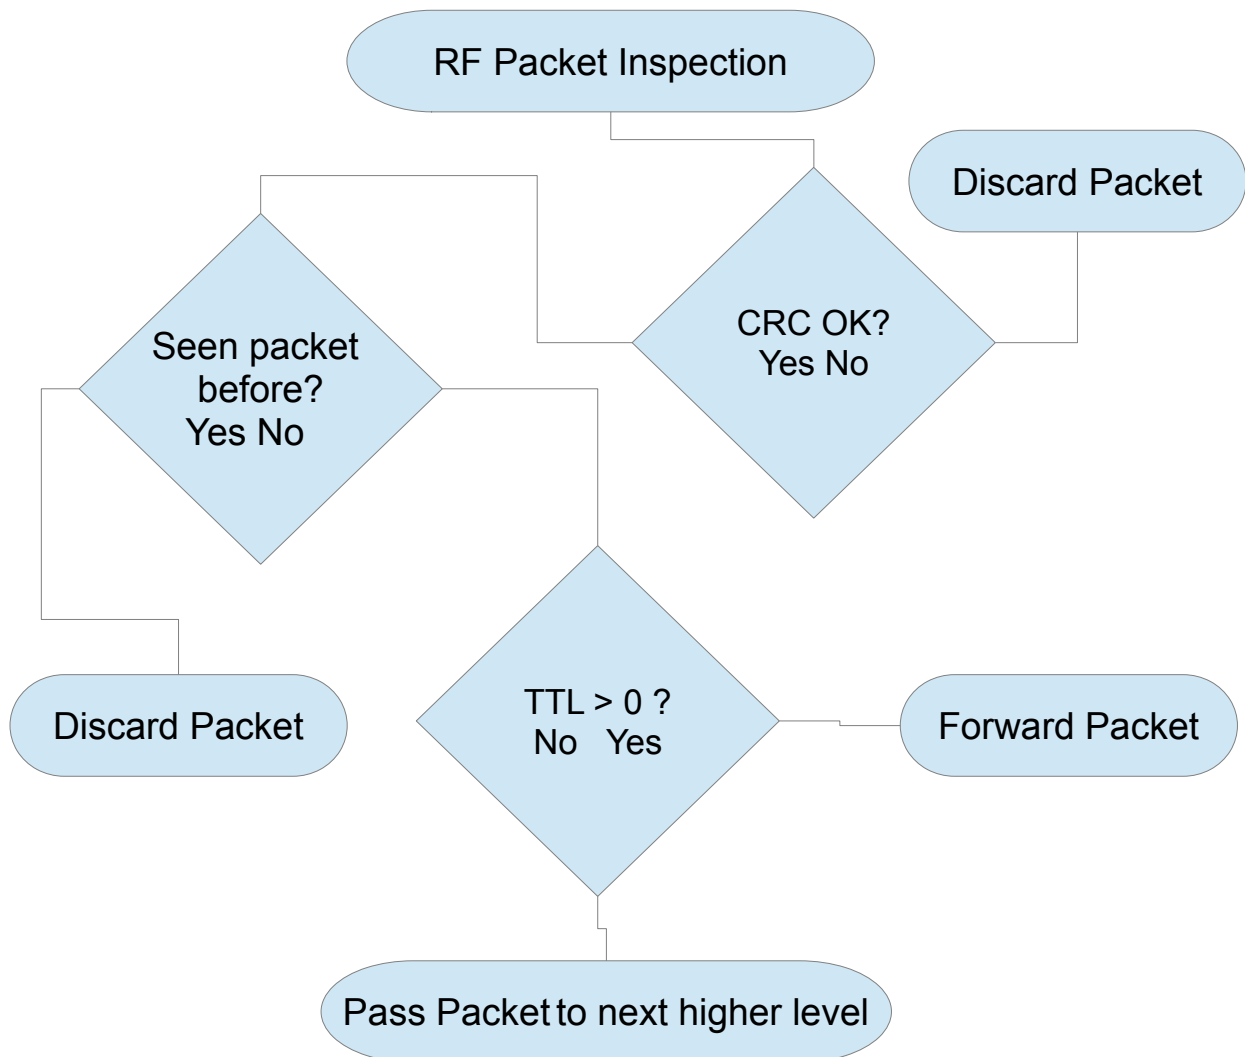 RF Packet Inspection
Discard Packet
CRC OK?
Yes No
Seen packet
before?
Yes No
TTL > 0 ?
No Yes
Discard Packet
Forward Packet
Pass Packet to next higher level